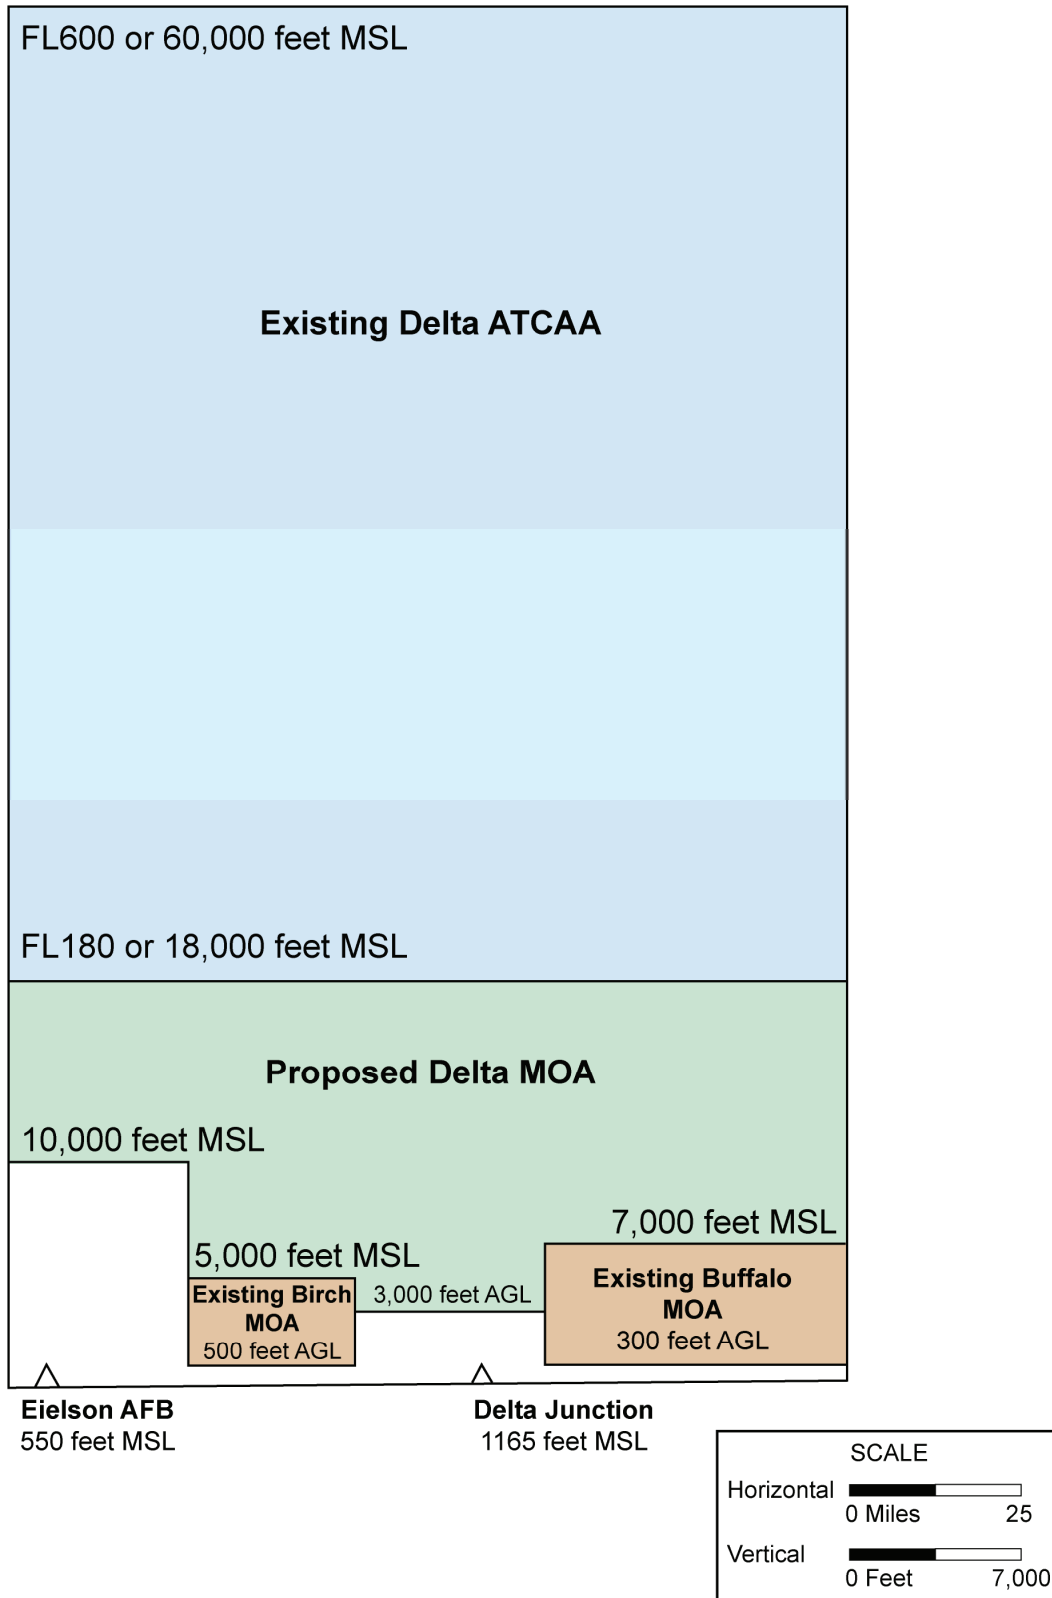 FL600 or 60,000 feet MSL
Existing Delta ATCAA
FL180 or 18,000 feet MSL
Proposed Delta MOA
10,000 feet MSL
7,000 feet MSL
5,000 feet MSL
Existing Birch
MOA
500 feet AGL
3,000 feet AGL
Existing Buffalo
MOA
300 feet AGL
Eielson AFB
550 feet MSL
Delta Junction
1165 feet MSL
SCALE
Horizontal
0 Miles 25
Vertical
0 Feet 7,000